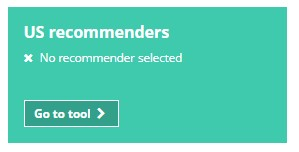 US recommenders
× No recommender selected
Go to tool